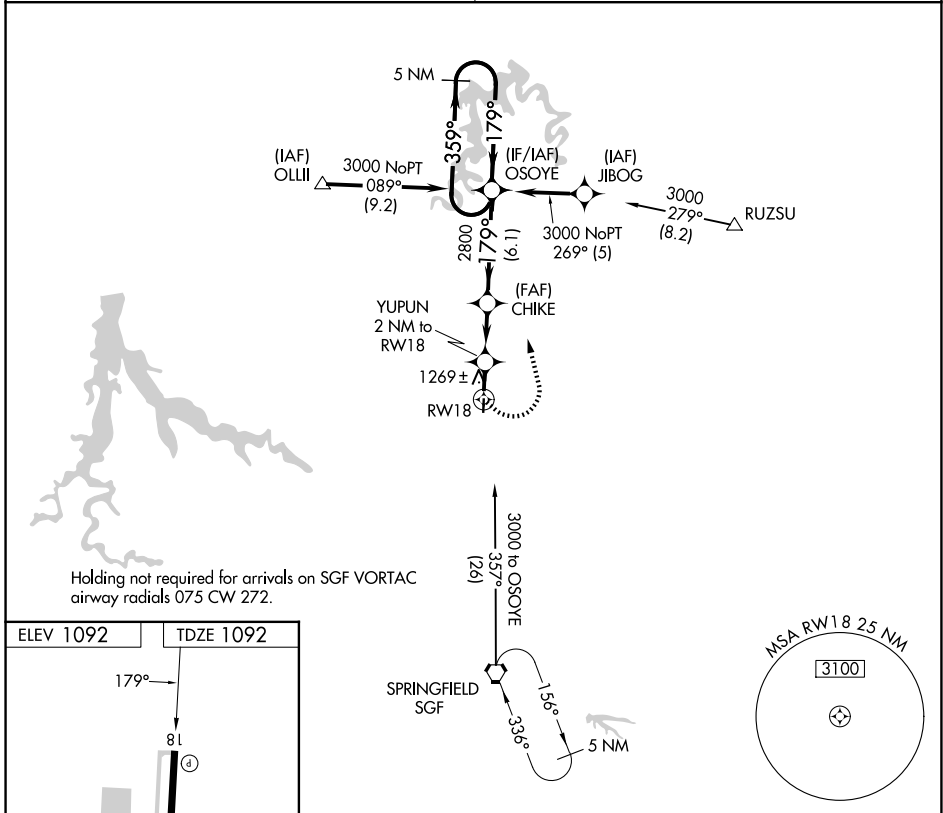 5 NM
359°
179°
(IAF)
OLLII
3000 NoPT
089°
(9.2)
(IF/IAF)
OSOYE
(IAF)
JIBOG
3000
279°
(8.2)
RUZSU
3000 NoPT
269° (5)
2800
179°
(6.1)
(FAF)
CHIKE
YUPUN
2 NM to
RW18
1269±
RW18
3000 to OSOYE
357°
(26)
Holding not required for arrivals on SGF VORTAC
airway radials 075 CW 272.
ELEV 1092
TDZE 1092
179°
18
P
SPRINGFIELD
SGF
156°
336°
5 NM
MSA RW18 25 NM
3100